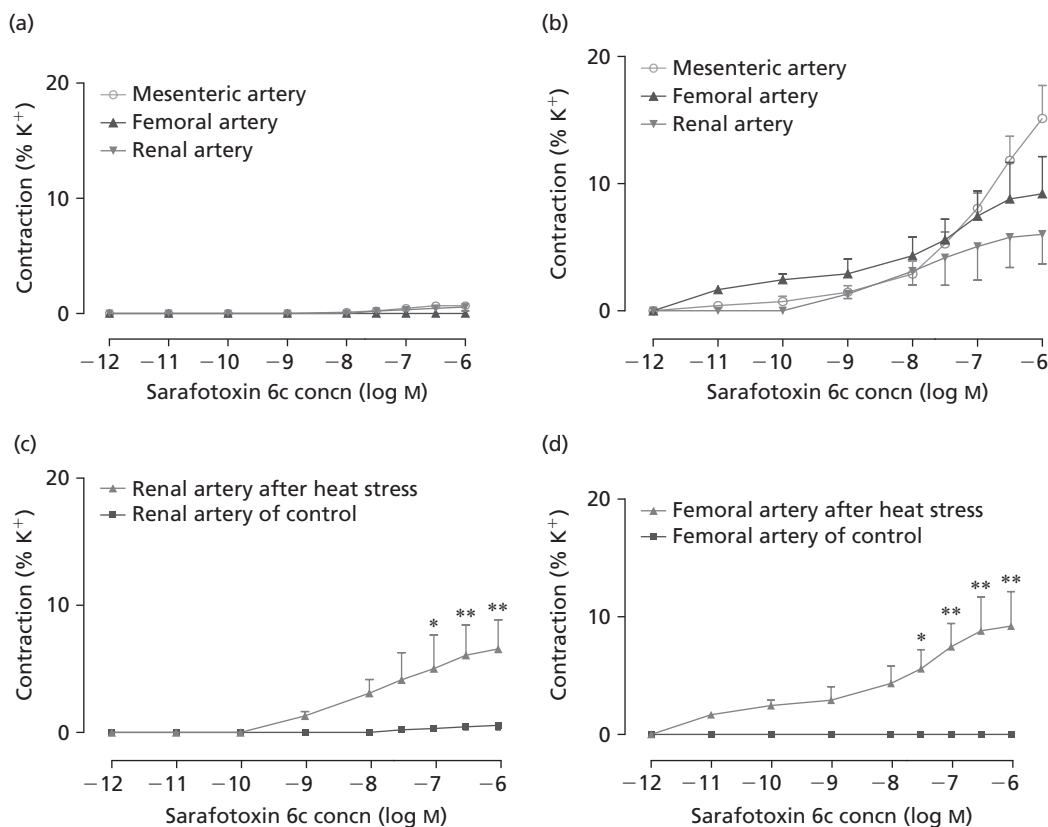 (a)
20
10
0
Contraction (% K⁺)
Mesenteric artery
Femoral artery
Renal artery
−12 −11 −10 −9 −8 −7 −6
Sarafotoxin 6c concn (log M)
(b)
20
10
0
Contraction (% K⁺)
Mesenteric artery
Femoral artery
Renal artery
−12 −11 −10 −9 −8 −7 −6
Sarafotoxin 6c concn (log M)
(c)
20
10
0
Contraction (% K⁺)
Renal artery after heat stress
Renal artery of control
* ** **
−12 −11 −10 −9 −8 −7 −6
Sarafotoxin 6c concn (log M)
(d)
20
10
0
Contraction (% K⁺)
Femoral artery after heat stress
Femoral artery of control
* ** ** **
−12 −11 −10 −9 −8 −7 −6
Sarafotoxin 6c concn (log M)